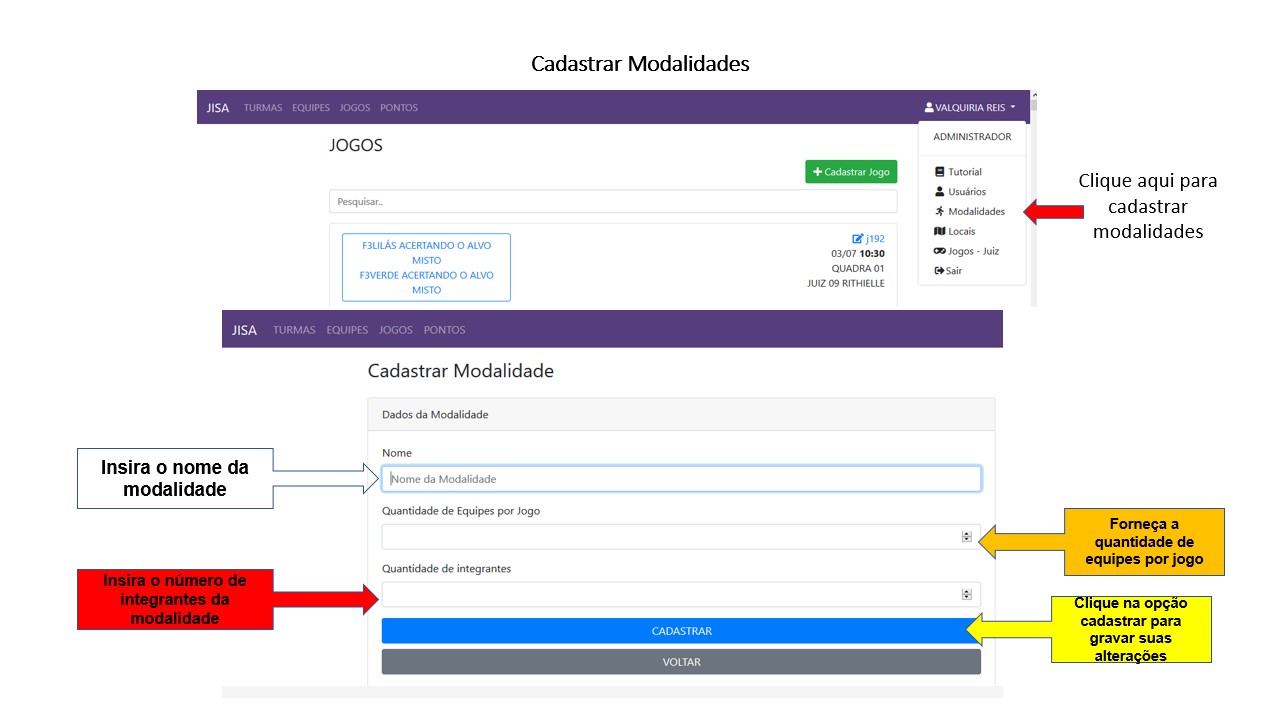 Cadastrar Modalidades
JISA TURMAS EQUIPES JOGOS PONTOS VALQUIRIA REIS
ADMINISTRADOR
JOGOS
Cadastrar Jogo
Tutorial
Usuários
Modalidades
Locais
Jogos - Juiz
Sair
Clique aqui para
cadastrar
modalidades
Pesquisar..
F3LILÁS ACERTANDO O ALVO
MISTO
F3VERDE ACERTANDO O ALVO
MISTO
j192
03/07 10:30
QUADRA 01
JUIZ 09 RITHIELLE
JISA TURMAS EQUIPES JOGOS PONTOS
Cadastrar Modalidade
Dados da Modalidade
Nome
Nome da Modalidade
Insira o nome da
modalidade
Quantidade de Equipes por Jogo
Forneça a
quantidade de
equipes por jogo
Quantidade de integrantes
Insira o número de
integrantes da
modalidade
CADASTRAR
Clique na opção
cadastrar para
gravar suas
alterações
VOLTAR